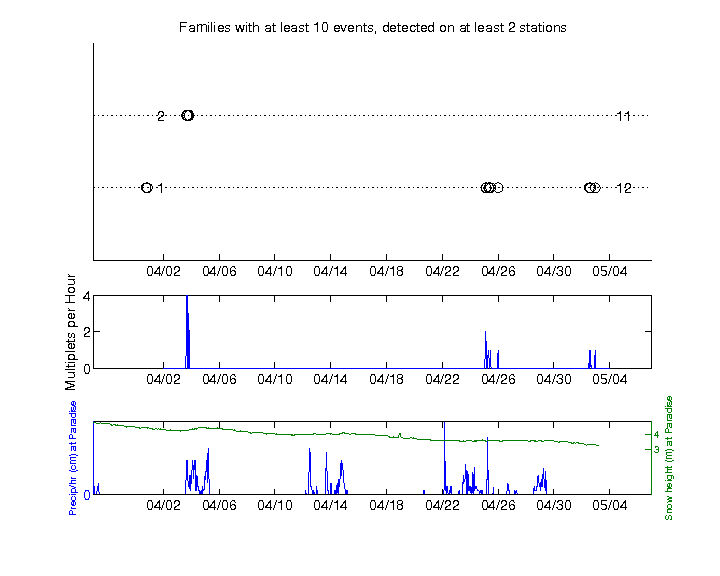 Families with at least 10 events, detected on at least 2 stations
2 11
1 12
04/02 04/06 04/10 04/14 04/18 04/22 04/26 04/30 05/04
Multiplets per Hour
4
2
0
04/02 04/06 04/10 04/14 04/18 04/22 04/26 04/30 05/04
Precip/hr (cm) at Paradise
0
4
3
Snow height (m) at Paradise
04/02 04/06 04/10 04/14 04/18 04/22 04/26 04/30 05/04